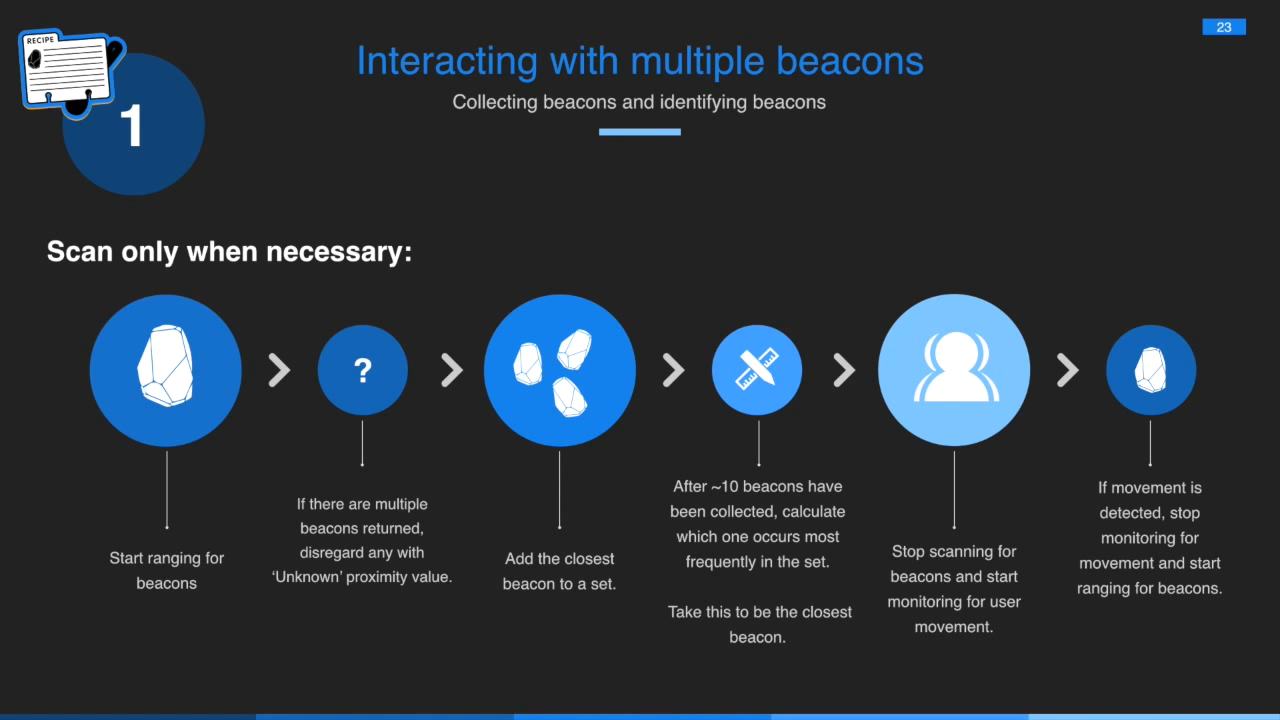 23
RECIPE
1
Interacting with multiple beacons
Collecting beacons and identifying beacons
Scan only when necessary:
Start ranging for
beacons
?
If there are multiple
beacons returned,
disregard any with
‘Unknown’ proximity value.
Add the closest
beacon to a set.
After ~10 beacons have
been collected, calculate
which one occurs most
frequently in the set.
Take this to be the closest
beacon.
Stop scanning for
beacons and start
monitoring for user
movement.
If movement is
detected, stop
monitoring for
movement and start
ranging for beacons.